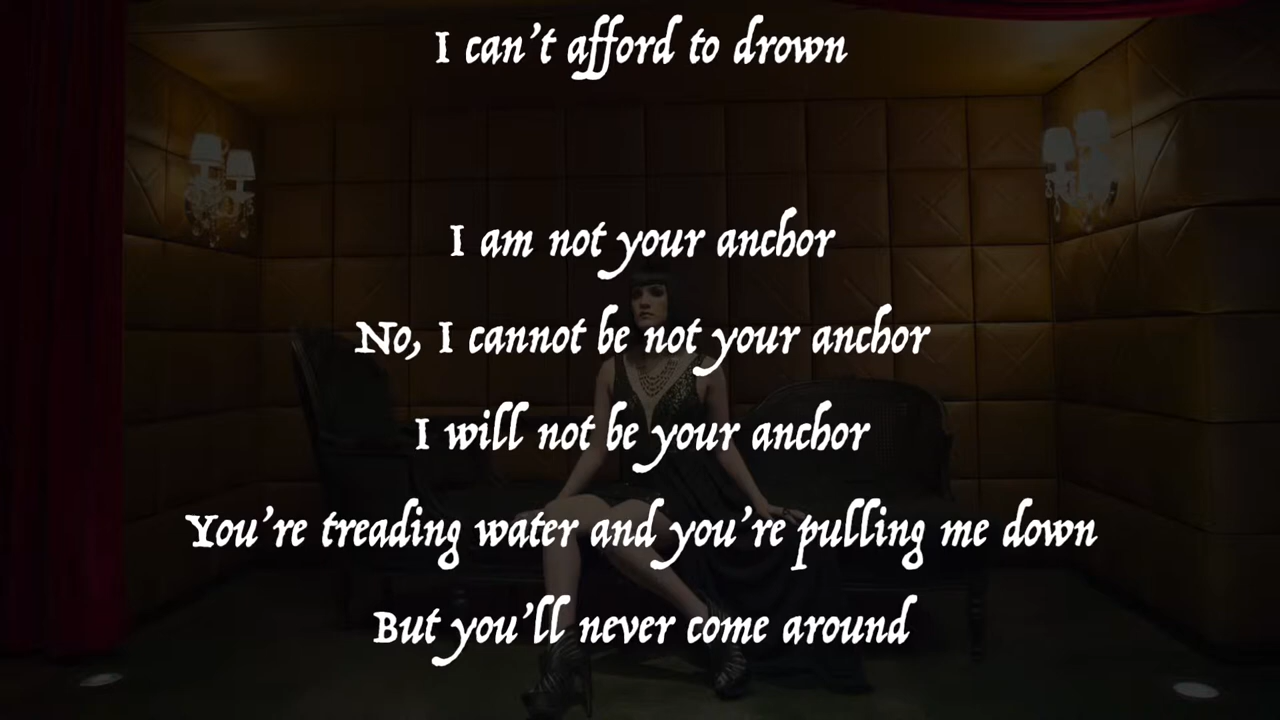 I can't afford to drown
I am not your anchor
No, I cannot be not your anchor
I will not be your anchor
You're treading water and you're pulling me down
But you'll never come around